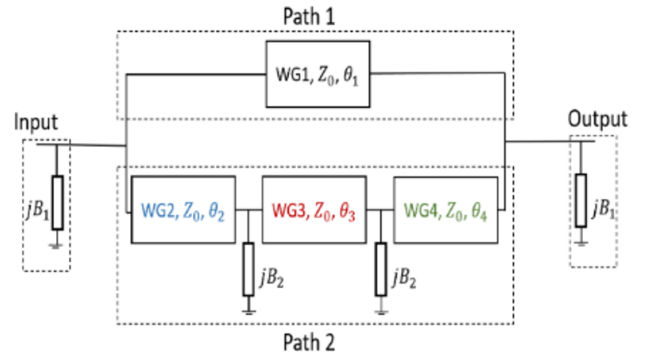 Path 1
WG1, Z₀, θ₁
Input
Output
jB₁
jB₁
WG2, Z₀, θ₂
WG3, Z₀, θ₃
WG4, Z₀, θ₄
jB₂
jB₂
Path 2